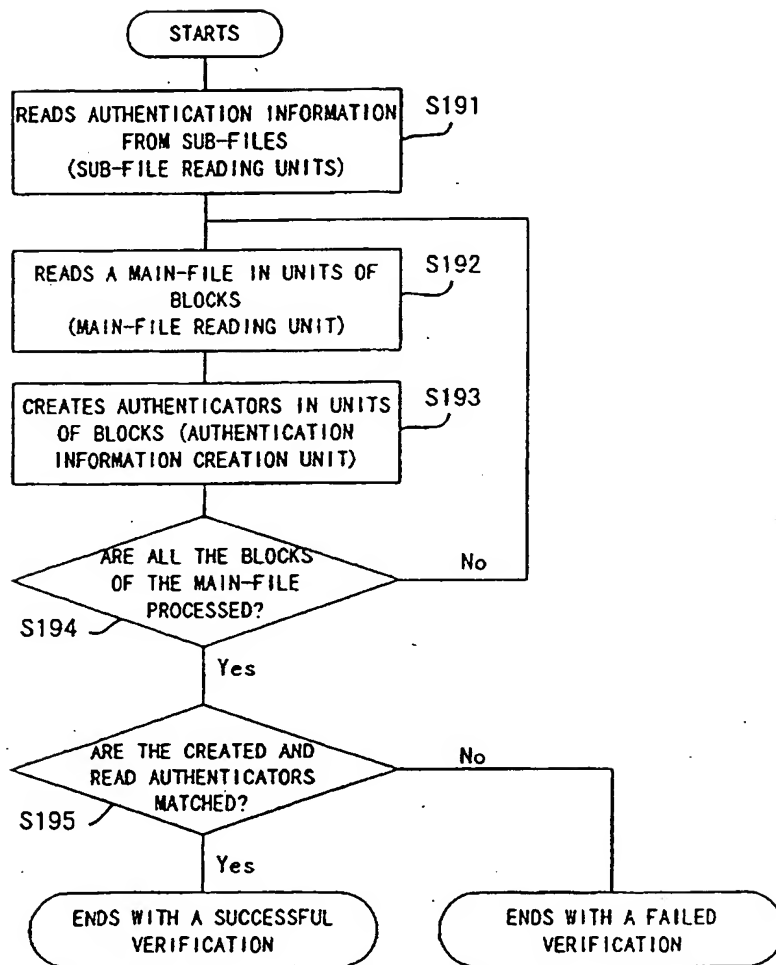 STARTS
READS AUTHENTICATION INFORMATION
FROM SUB-FILES
(SUB-FILE READING UNITS)
S191
READS A MAIN-FILE IN UNITS OF
BLOCKS
(MAIN-FILE READING UNIT)
S192
CREATES AUTHENTICATORS IN UNITS
OF BLOCKS (AUTHENTICATION
INFORMATION CREATION UNIT)
S193
ARE ALL THE BLOCKS
OF THE MAIN-FILE
PROCESSED?
No
S194
Yes
ARE THE CREATED AND
READ AUTHENTICATORS
MATCHED?
No
S195
Yes
ENDS WITH A SUCCESSFUL
VERIFICATION
ENDS WITH A FAILED
VERIFICATION